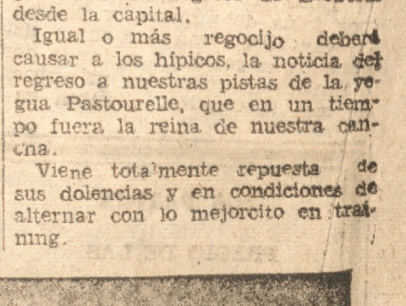 desde la capital.
Igual o más regocijo deberá
causar a los hípicos, la noticia del
regreso a nuestras pistas de la ye-
gua Pastourelle, que en un tiem-
po fuera la reina de nuestra can-
cna.
Viene totalmente repuesta de
sus dolencias y en condiciones de
alternar con lo mejorcito en trai-
ning.